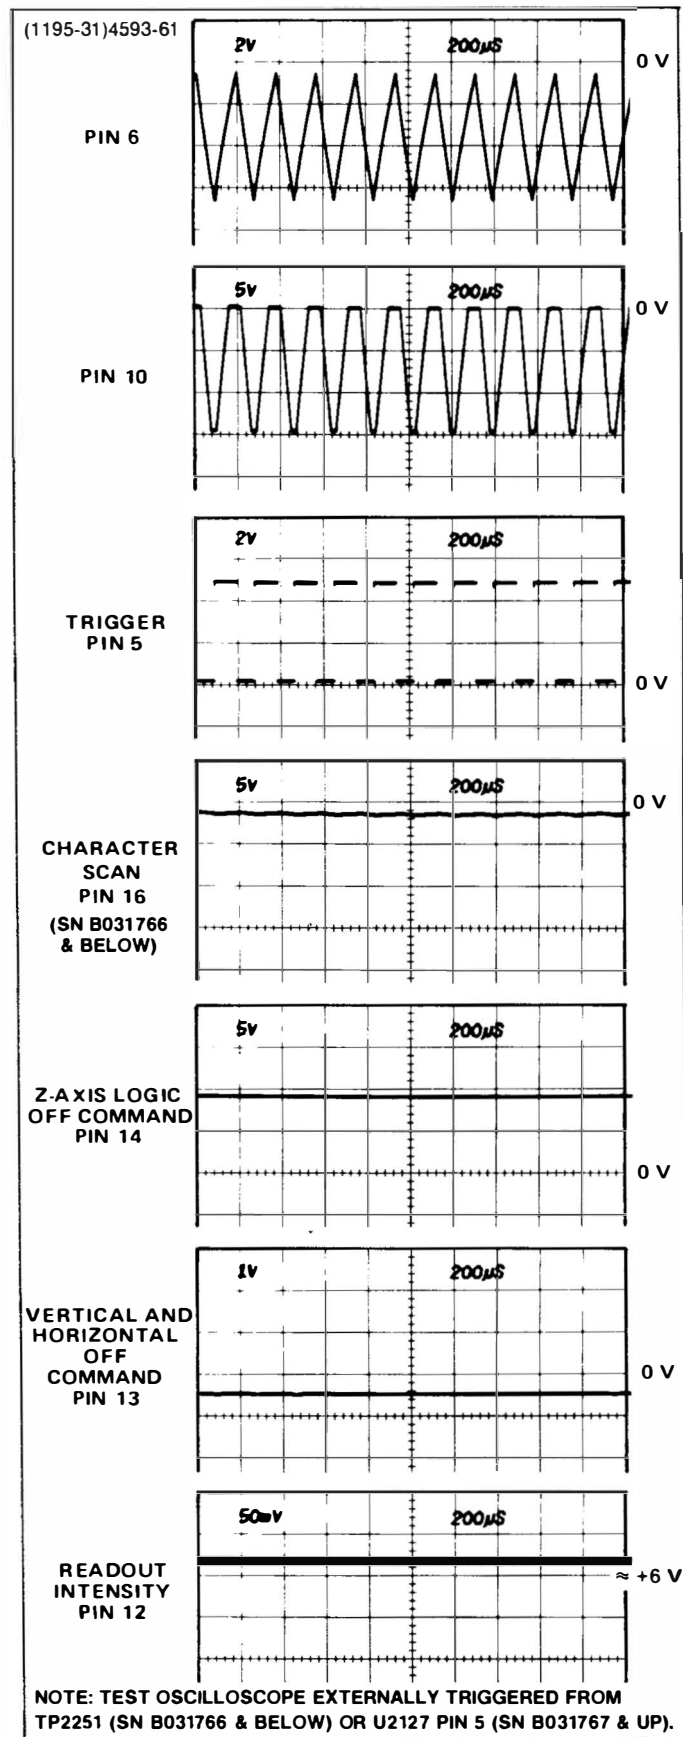 (1195-31)4593-61
2V 200µS
0 V
PIN 6
5V 200µS
0 V
PIN 10
2V 200µS
TRIGGER
PIN 5
0 V
5V 200µS
0 V
CHARACTER
SCAN
PIN 16
(SN B031766
& BELOW)
5V 200µS
Z-AXIS LOGIC
OFF COMMAND
PIN 14
0 V
1V 200µS
VERTICAL AND
HORIZONTAL
OFF
COMMAND
PIN 13
0 V
50mV 200µS
READOUT
INTENSITY
PIN 12
≈ +6 V
NOTE: TEST OSCILLOSCOPE EXTERNALLY TRIGGERED FROM
TP2251 (SN B031766 & BELOW) OR U2127 PIN 5 (SN B031767 & UP).